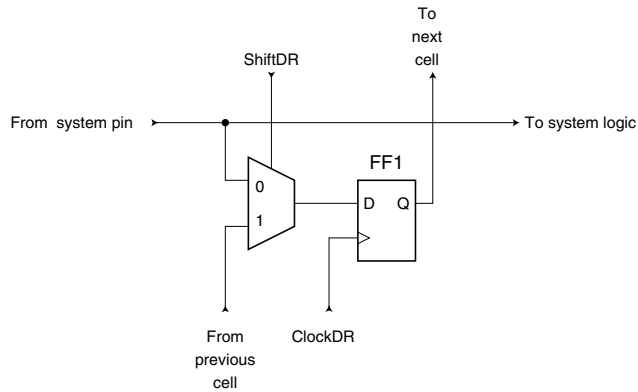 To
next
cell
ShiftDR
From system pin
To system logic
FF1
0
D Q
1
From
previous
cell
ClockDR